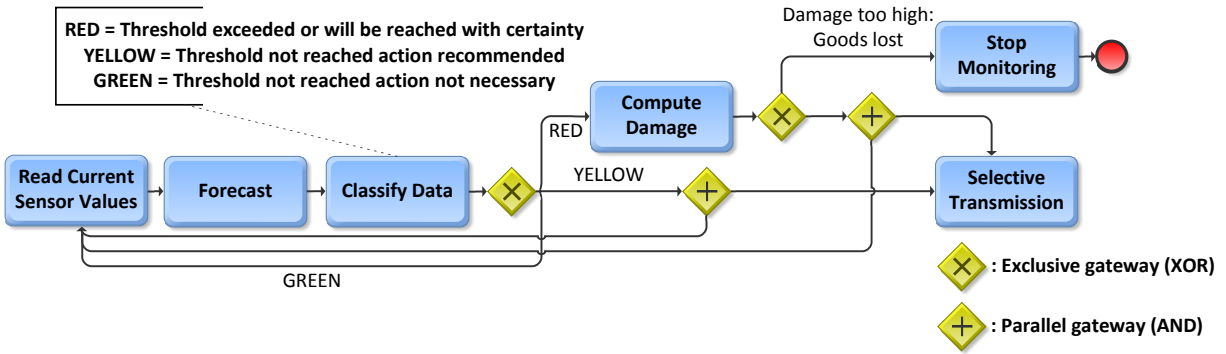 RED = Threshold exceeded or will be reached with certainty
YELLOW = Threshold not reached action recommended
GREEN = Threshold not reached action not necessary
Damage too high:
Goods lost
Stop
Monitoring
Compute
Damage
RED
Read Current
Sensor Values
Forecast
Classify Data
YELLOW
Selective
Transmission
GREEN
: Exclusive gateway (XOR)
: Parallel gateway (AND)